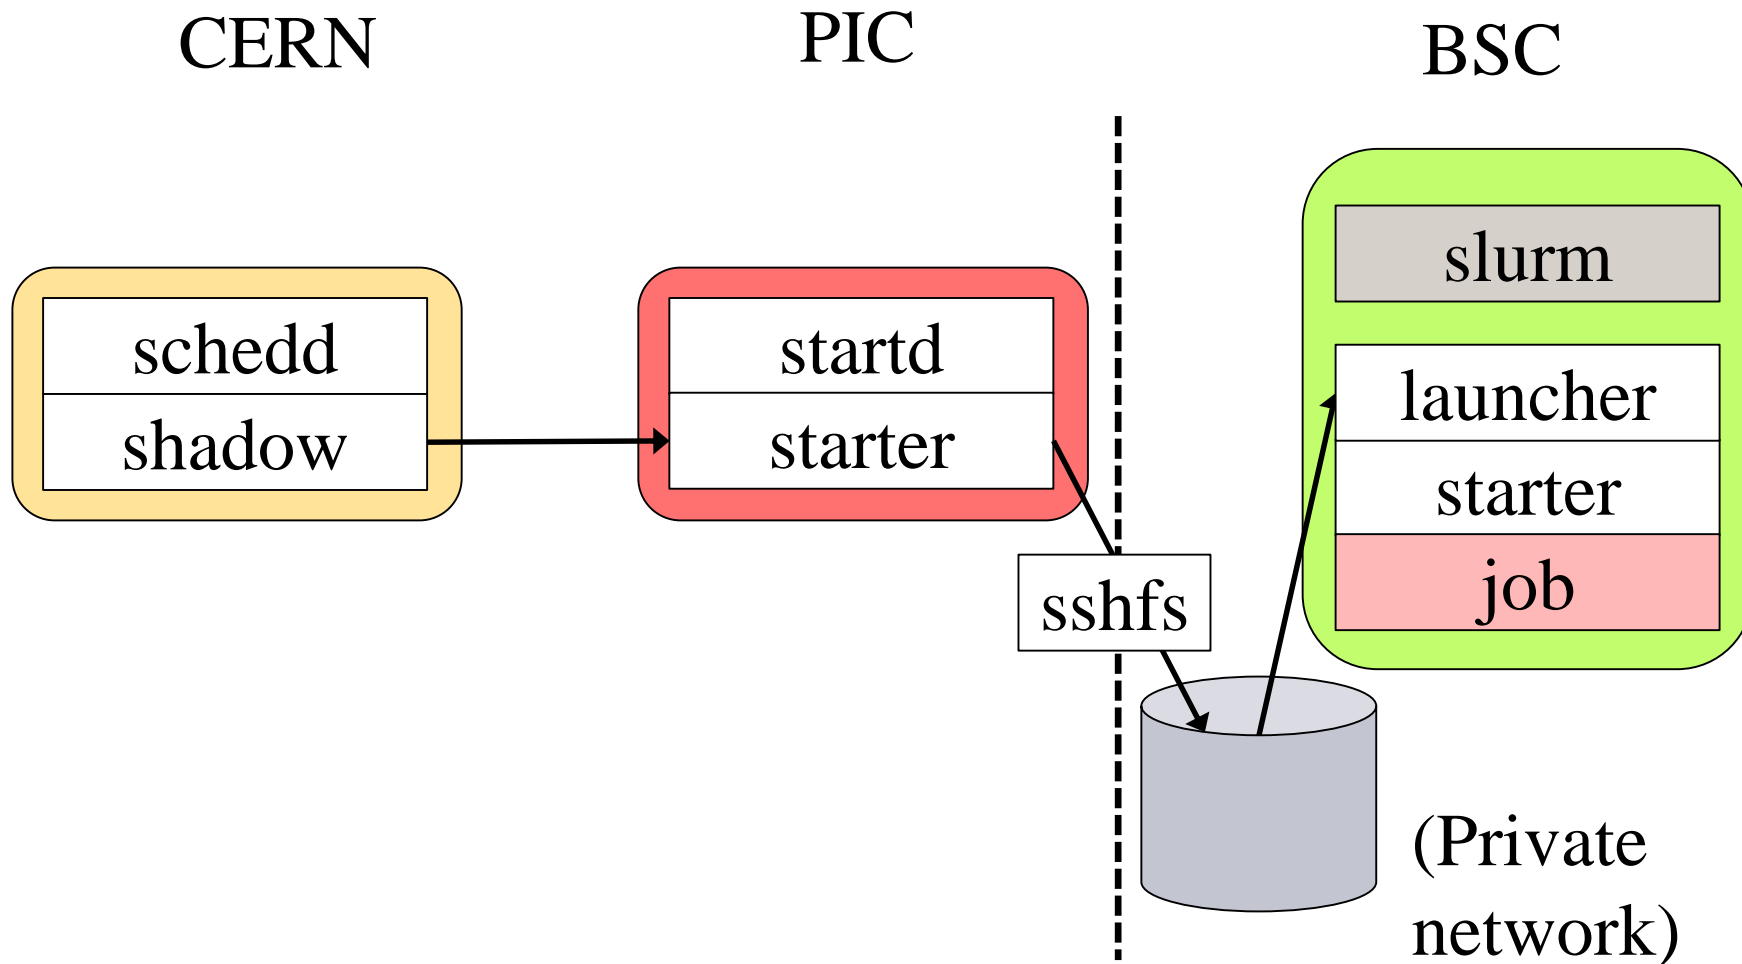 CERN
PIC
BSC
schedd
shadow
startd
starter
sshfs
slurm
launcher
starter
job
(Private
network)